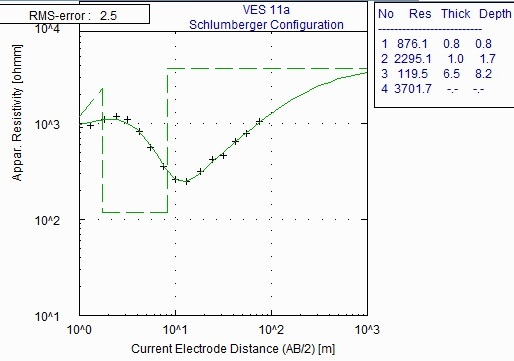 RMS-error : 2.5
VES 11a
Schlumberger Configuration
10^4
10^3
10^2
10^1
Appar. Resistivity [ohmm]
10^0 10^1 10^2 10^3
Current Electrode Distance (AB/2) [m]
No Res Thick Depth
1 876.1 0.8 0.8
2 2295.1 1.0 1.7
3 119.5 6.5 8.2
4 3701.7 -.- -.-